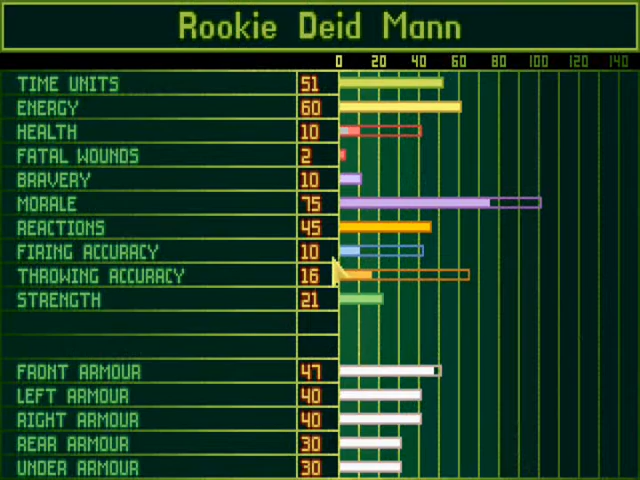 Rookie Deid Mann
0 20 40 60 80 100 120 140
TIME UNITS 51
ENERGY 60
HEALTH 10
FATAL WOUNDS 2
BRAVERY 10
MORALE 75
REACTIONS 45
FIRING ACCURACY 10
THROWING ACCURACY 16
STRENGTH 21
FRONT ARMOUR 47
LEFT ARMOUR 40
RIGHT ARMOUR 40
REAR ARMOUR 30
UNDER ARMOUR 30